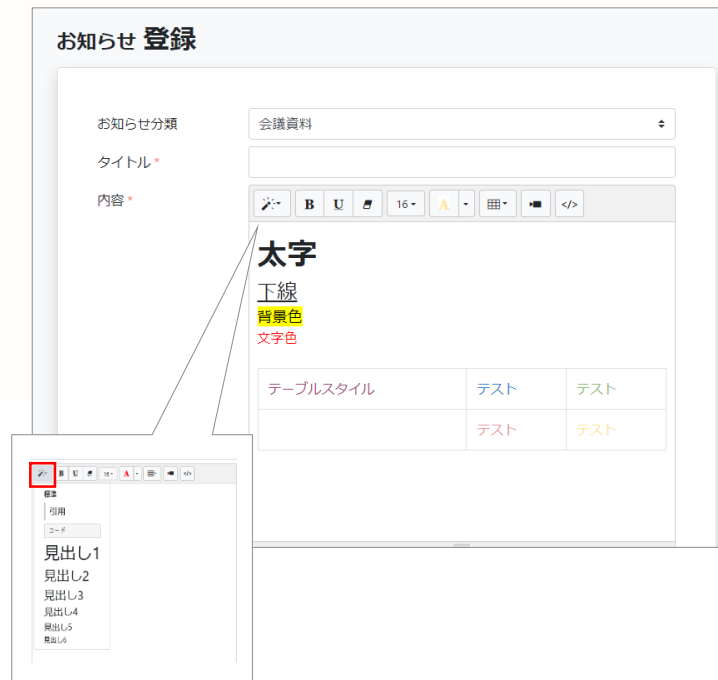 お知らせ 登録
お知らせ分類
会議資料
タイトル *
内容 *
B U 16 A </>
太字
下線
背景色
文字色
テーブルスタイル テスト テスト
テスト テスト
B U 16 A </>
標準
引用
コード
見出し1
見出し2
見出し3
見出し4
見出し5
見出し6